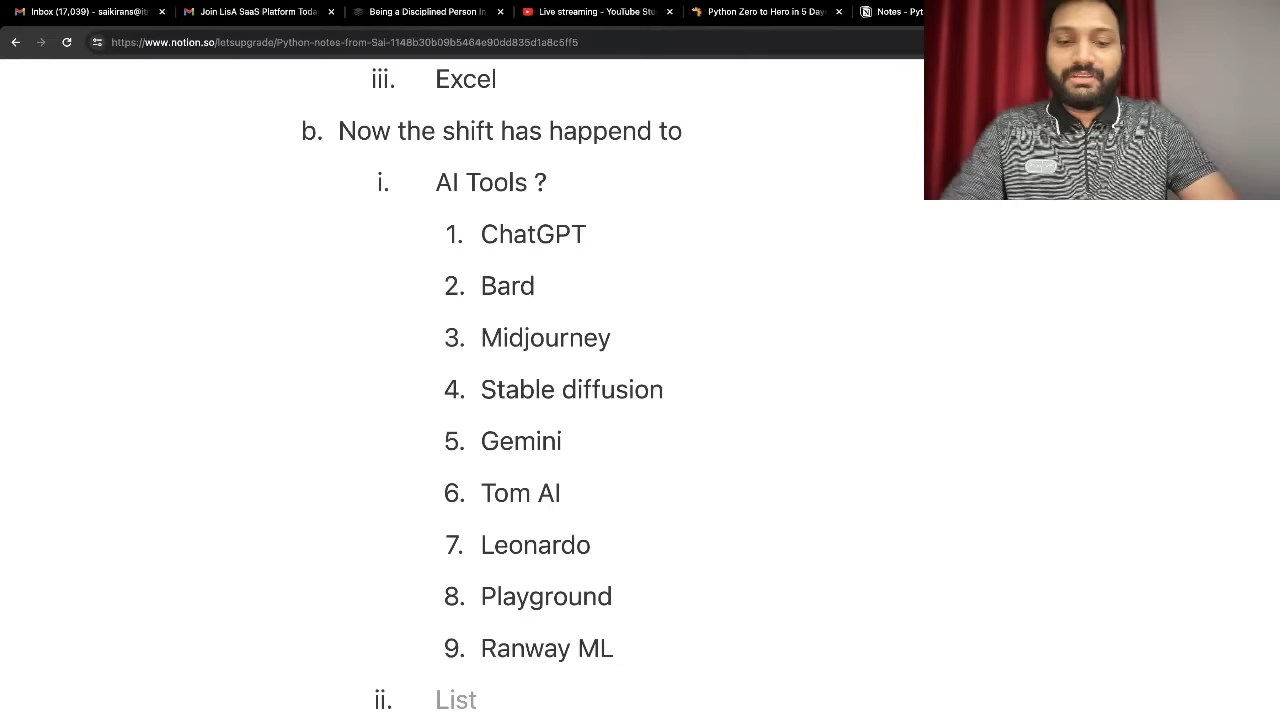 Inbox (17,039) - saikirans@it
Join LisA SaaS Platform Toda
Being a Disciplined Person In
Live streaming - YouTube Stu
Python Zero to Hero in 5 Day
Notes - Pyt
https://www.notion.so/letsupgrade/Python-notes-from-Sai-1148b30b09b5464e90dd835d1a8c5ff5
iii. Excel
b. Now the shift has happend to
i. AI Tools ?
1. ChatGPT
2. Bard
3. Midjourney
4. Stable diffusion
5. Gemini
6. Tom AI
7. Leonardo
8. Playground
9. Ranway ML
ii. List